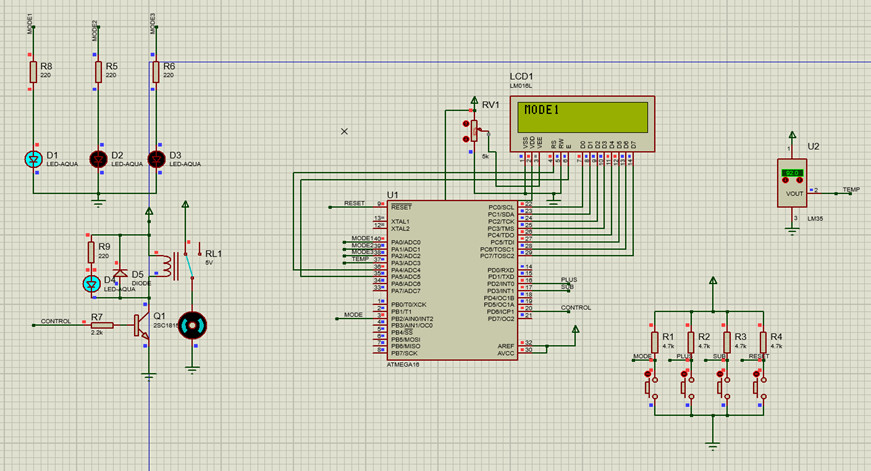 MODE1
MODE2
MODE3
R8
220
R5
220
R6
220
D1
LED-AQUA
D2
LED-AQUA
D3
LED-AQUA
LCD1
LM016L
MODE1
RV1
5k
VSS
VDD
VEE
RS
RW
E
D0
D1
D2
D3
D4
D5
D6
D7
U2
VOUT
TEMP
LM35
U1
RESET
RESET
XTAL1
XTAL2
MODE1
PA0/ADC0
MODE2
PA1/ADC1
MODE3
PA2/ADC2
TEMP
PA3/ADC3
PA4/ADC4
PA5/ADC5
PA6/ADC6
PA7/ADC7
PB0/T0/XCK
PB1/T1
MODE
PB2/AIN0/INT2
PB3/AIN1/OC0
PB4/SS
PB5/MOSI
PB6/MISO
PB7/SCK
PC0/SCL
PC1/SDA
PC2/TCK
PC3/TMS
PC4/TDO
PC5/TDI
PC6/TOSC1
PC7/TOSC2
PD0/RXD
PD1/TXD
PD2/INT0
PLUS
PD3/INT1
SUB
PD4/OC1B
PD5/OC1A
PD6/ICP1
CONTROL
PD7/OC2
AREF
AVCC
ATMEGA16
R9
220
D4
LED-AQUA
D5
DIODE
RL1
5V
CONTROL
R7
2.2k
Q1
2SC1815
R1
4.7k
R2
4.7k
R3
4.7k
R4
4.7k
MODE
PLUS
SUB
RESET